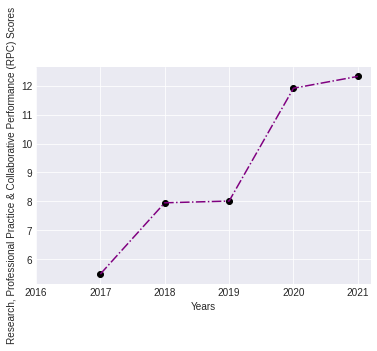 Research, Professional Practice & Collaborative Performance (RPC) Scores
12
11
10
9
8
7
6
2016 2017 2018 2019 2020 2021
Years